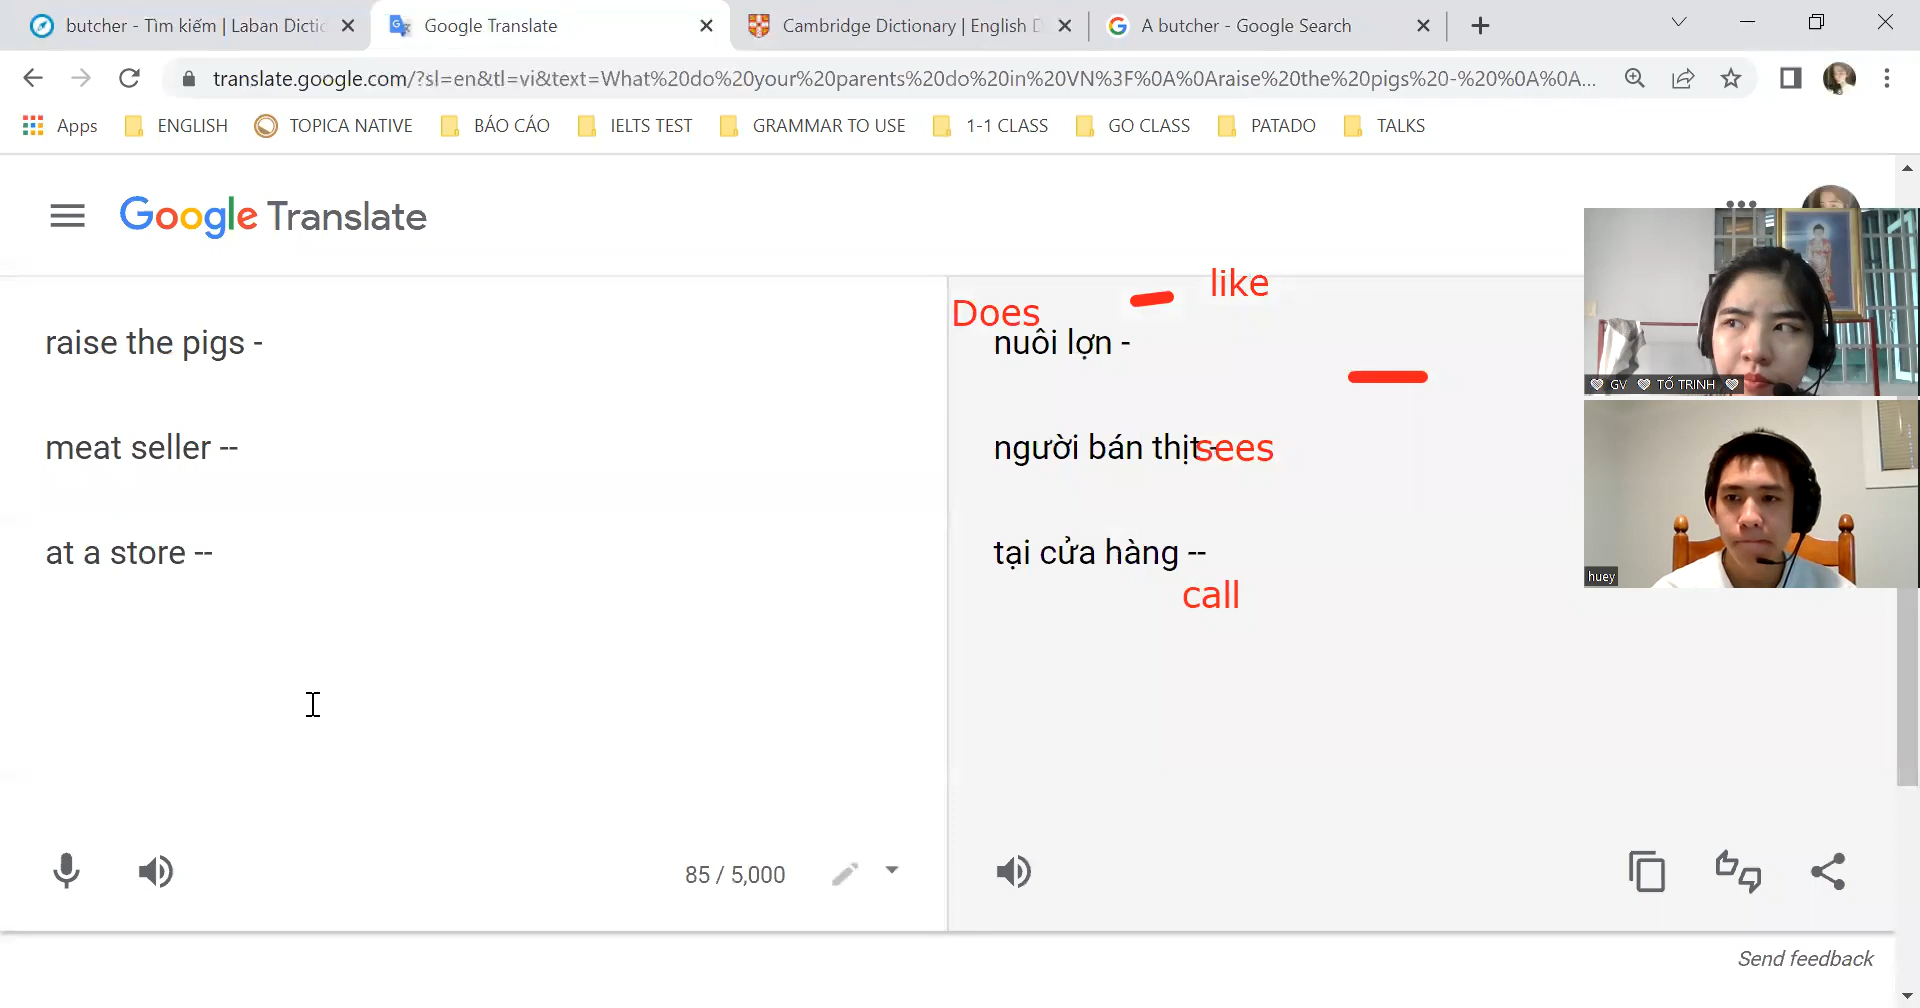 butcher - Tìm kiếm | Laban Dictic
Google Translate
Cambridge Dictionary | English D
A butcher - Google Search
translate.google.com/?sl=en&tl=vi&text=What%20do%20your%20parents%20do%20in%20VN%3F%0A%0Araise%20the%20pigs%20-%20%0A%0A...
Apps
ENGLISH
TOPICA NATIVE
BÁO CÁO
IELTS TEST
GRAMMAR TO USE
1-1 CLASS
GO CLASS
PATADO
TALKS
Google Translate
like
Does
raise the pigs -
nuôi lợn -
GV TỐ TRINH
meat seller --
người bán thịt -
sees
at a store --
tại cửa hàng --
huey
call
85 / 5,000
Send feedback